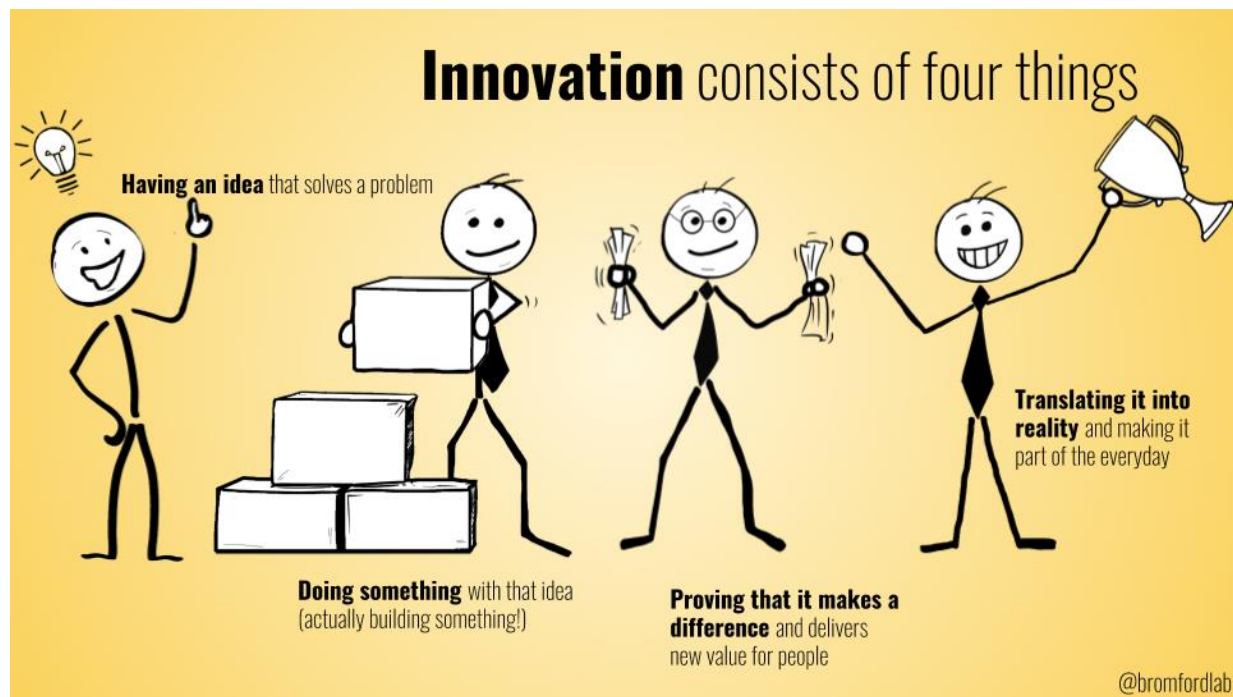 Innovation consists of four things
Having an idea that solves a problem
Doing something with that idea
(actually building something!)
Proving that it makes a
difference and delivers
new value for people
Translating it into
reality and making it
part of the everyday
@bromfordlab